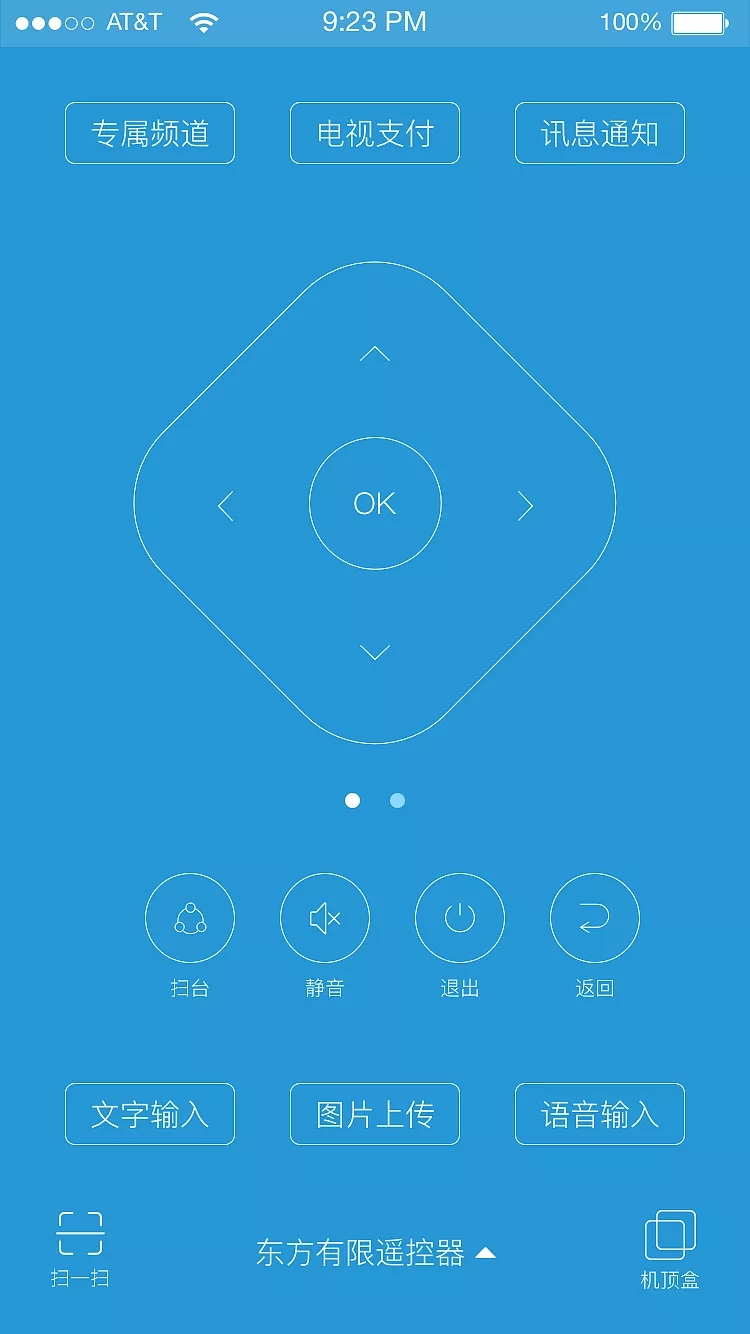 AT&T 9:23 PM 100%
专属频道 电视支付 讯息通知
OK
扫台 静音 退出 返回
文字输入 图片上传 语音输入
扫一扫 东方有限遥控器 机顶盒